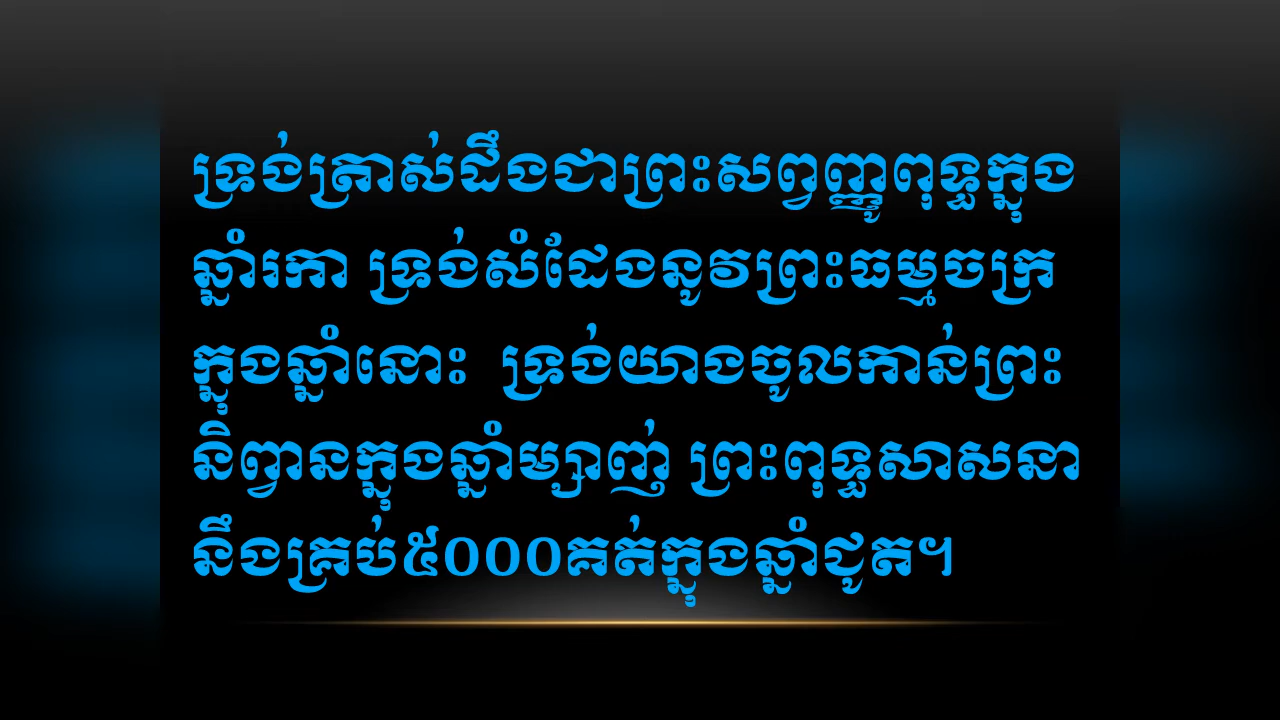 ទ្រង់ត្រាស់ដឹងជាព្រះសព្វញ្ញូពុទ្ធក្នុង
ឆ្នាំរកា ទ្រង់សំដែងនូវព្រះធម្មចក្រ
ក្នុងឆ្នាំនោះ ទ្រង់យាងចូលកាន់ព្រះ
និព្វានក្នុងឆ្នាំម្សាញ់ ព្រះពុទ្ធសាសនា
នឹងគ្រប់៥០០០គត់ក្នុងឆ្នាំជូត។